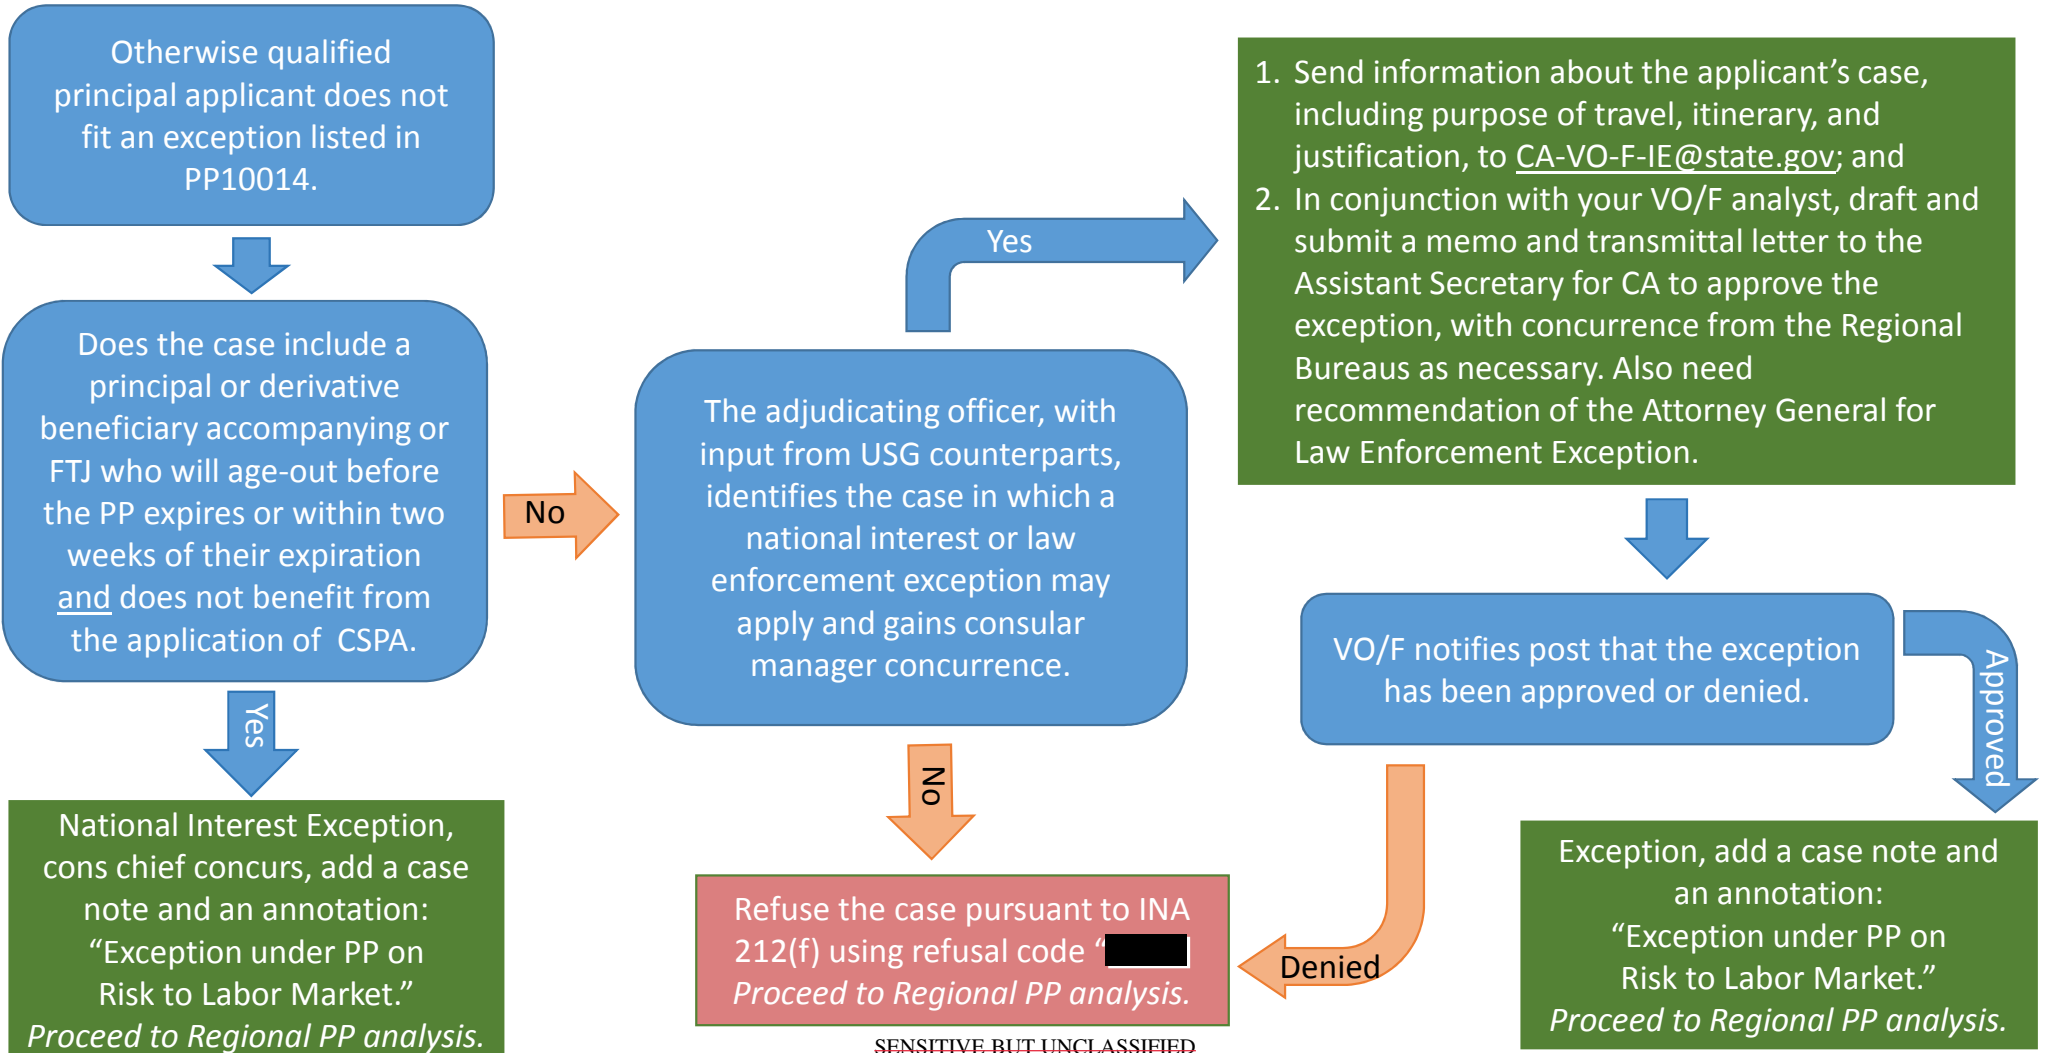 Otherwise qualified
principal applicant does not
fit an exception listed in
PP10014.
Does the case include a
principal or derivative
beneficiary accompanying or
FTJ who will age-out before
the PP expires or within two
weeks of their expiration
and does not benefit from
the application of CSPA.
Yes
National Interest Exception,
cons chief concurs, add a case
note and an annotation:
“Exception under PP on
Risk to Labor Market.”
Proceed to Regional PP analysis.
No
The adjudicating officer, with
input from USG counterparts,
identifies the case in which a
national interest or law
enforcement exception may
apply and gains consular
manager concurrence.
No
Refuse the case pursuant to INA
212(f) using refusal code “
Proceed to Regional PP analysis.
Yes
1. Send information about the applicant’s case,
including purpose of travel, itinerary, and
justification, to CA-VO-F-IE@state.gov; and
2. In conjunction with your VO/F analyst, draft and
submit a memo and transmittal letter to the
Assistant Secretary for CA to approve the
exception, with concurrence from the Regional
Bureaus as necessary. Also need
recommendation of the Attorney General for
Law Enforcement Exception.
VO/F notifies post that the exception
has been approved or denied.
Denied
Approved
Exception, add a case note and
an annotation:
“Exception under PP on
Risk to Labor Market.”
Proceed to Regional PP analysis.
SENSITIVE BUT UNCLASSIFIED